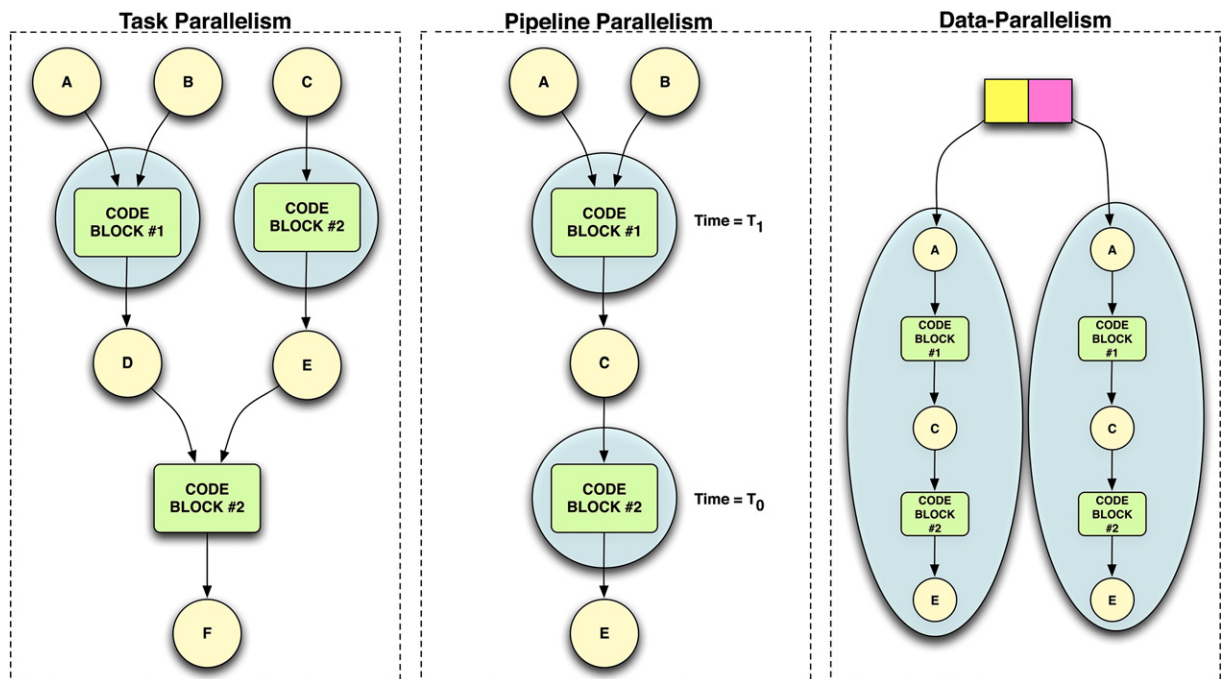 Task Parallelism
A
B
C
CODE
BLOCK #1
CODE
BLOCK #2
D
E
CODE
BLOCK #2
F
Pipeline Parallelism
A
B
CODE
BLOCK #1
Time = T1
C
CODE
BLOCK #2
Time = T0
E
Data-Parallelism
A
CODE
BLOCK
#1
C
CODE
BLOCK
#2
E
A
CODE
BLOCK
#1
C
CODE
BLOCK
#2
E